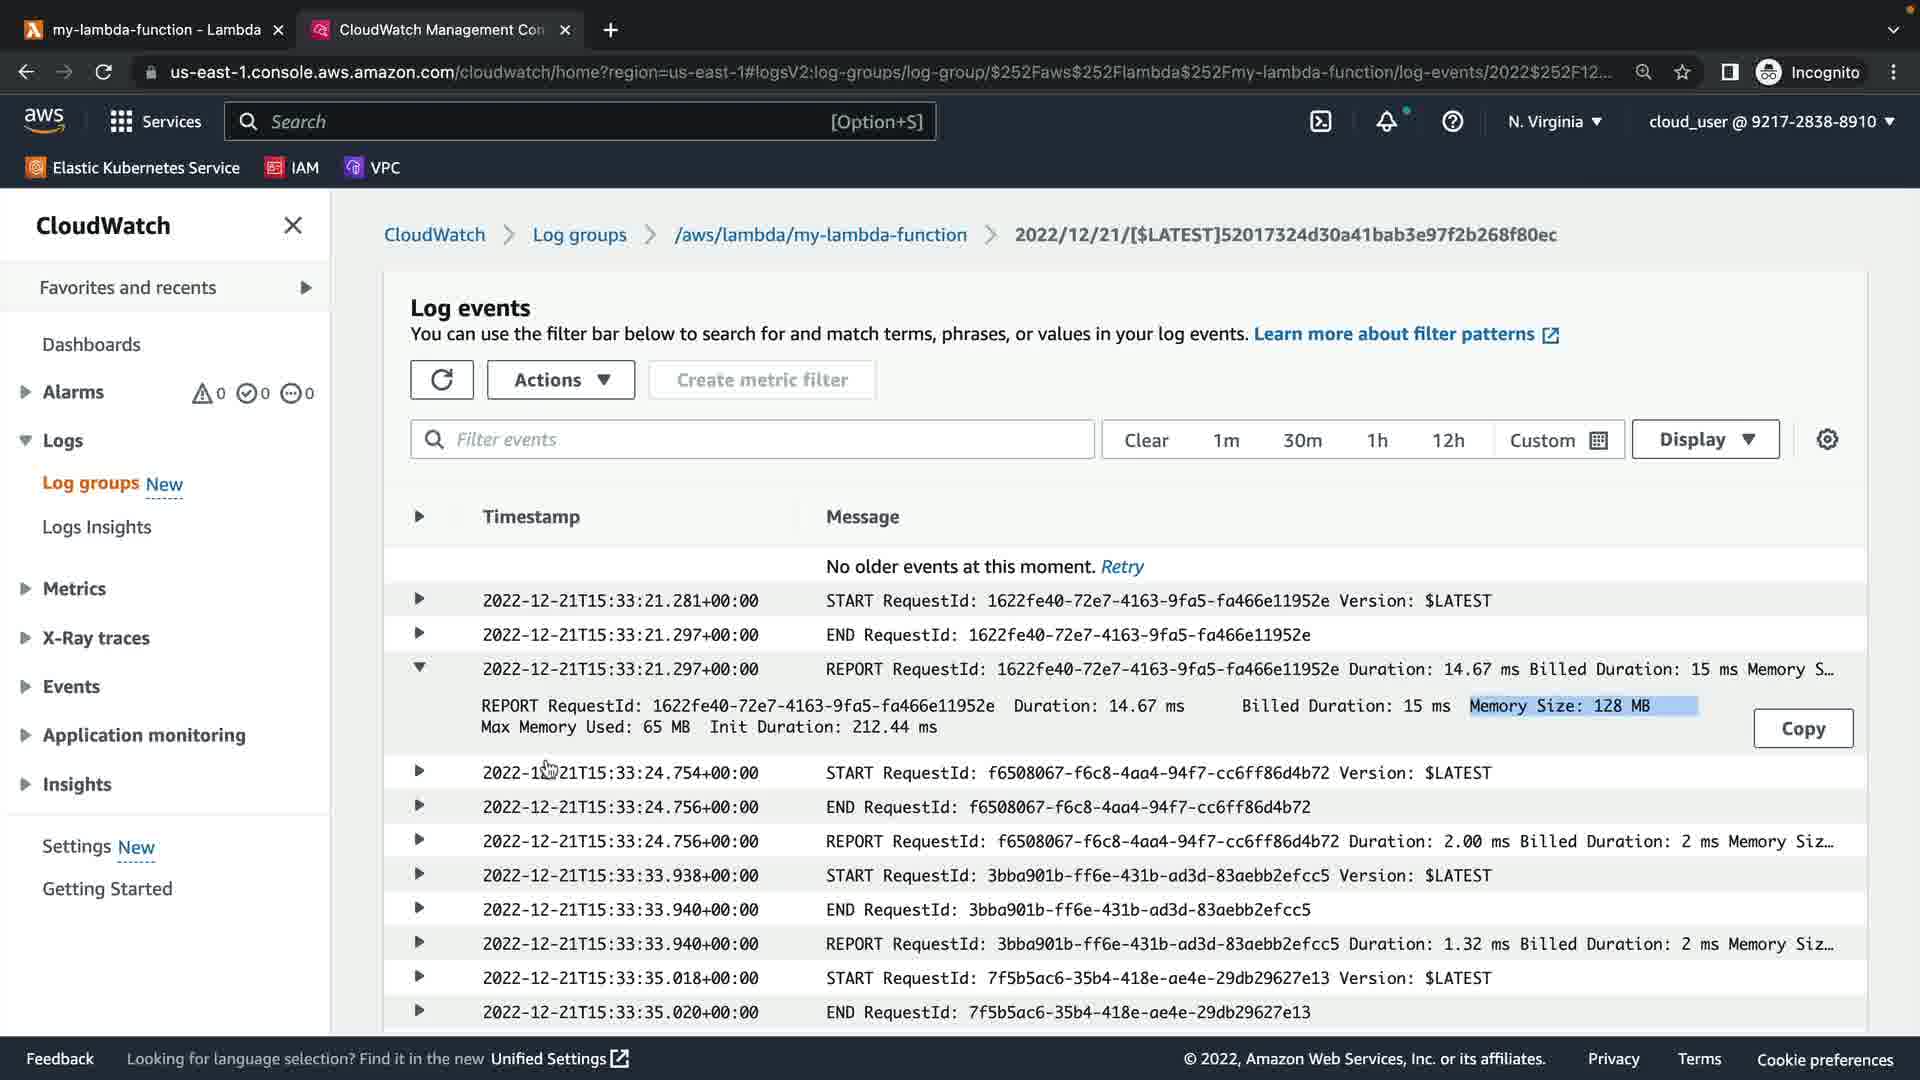 my-lambda-function - Lambda
CloudWatch Management Con
us-east-1.console.aws.amazon.com/cloudwatch/home?region=us-east-1#logsV2:log-groups/log-group/$252Faws$252Flambda$252Fmy-lambda-function/log-events/2022$252F12...
Incognito
aws
Services
Search
[Option+S]
N. Virginia
cloud_user @ 9217-2838-8910
Elastic Kubernetes Service
IAM
VPC
CloudWatch
Favorites and recents
Dashboards
Alarms 0 0 0
Logs
Log groups New
Logs Insights
Metrics
X-Ray traces
Events
Application monitoring
Insights
Settings New
Getting Started
CloudWatch
Log groups
/aws/lambda/my-lambda-function
2022/12/21/[$LATEST]52017324d30a41bab3e97f2b268f80ec
Log events
You can use the filter bar below to search for and match terms, phrases, or values in your log events. Learn more about filter patterns
Actions
Create metric filter
Filter events
Clear 1m 30m 1h 12h Custom
Display
Timestamp Message
No older events at this moment. Retry
2022-12-21T15:33:21.281+00:00 START RequestId: 1622fe40-72e7-4163-9fa5-fa466e11952e Version: $LATEST
2022-12-21T15:33:21.297+00:00 END RequestId: 1622fe40-72e7-4163-9fa5-fa466e11952e
2022-12-21T15:33:21.297+00:00 REPORT RequestId: 1622fe40-72e7-4163-9fa5-fa466e11952e Duration: 14.67 ms Billed Duration: 15 ms Memory S...
REPORT RequestId: 1622fe40-72e7-4163-9fa5-fa466e11952e Duration: 14.67 ms Billed Duration: 15 ms Memory Size: 128 MB
Max Memory Used: 65 MB Init Duration: 212.44 ms
Copy
2022-12-21T15:33:24.754+00:00 START RequestId: f6508067-f6c8-4aa4-94f7-cc6ff86d4b72 Version: $LATEST
2022-12-21T15:33:24.756+00:00 END RequestId: f6508067-f6c8-4aa4-94f7-cc6ff86d4b72
2022-12-21T15:33:24.756+00:00 REPORT RequestId: f6508067-f6c8-4aa4-94f7-cc6ff86d4b72 Duration: 2.00 ms Billed Duration: 2 ms Memory Siz...
2022-12-21T15:33:33.938+00:00 START RequestId: 3bba901b-ff6e-431b-ad3d-83aebb2efcc5 Version: $LATEST
2022-12-21T15:33:33.940+00:00 END RequestId: 3bba901b-ff6e-431b-ad3d-83aebb2efcc5
2022-12-21T15:33:33.940+00:00 REPORT RequestId: 3bba901b-ff6e-431b-ad3d-83aebb2efcc5 Duration: 1.32 ms Billed Duration: 2 ms Memory Siz...
2022-12-21T15:33:35.018+00:00 START RequestId: 7f5b5ac6-35b4-418e-ae4e-29db29627e13 Version: $LATEST
2022-12-21T15:33:35.020+00:00 END RequestId: 7f5b5ac6-35b4-418e-ae4e-29db29627e13
Feedback
Looking for language selection? Find it in the new Unified Settings
© 2022, Amazon Web Services, Inc. or its affiliates.
Privacy
Terms
Cookie preferences